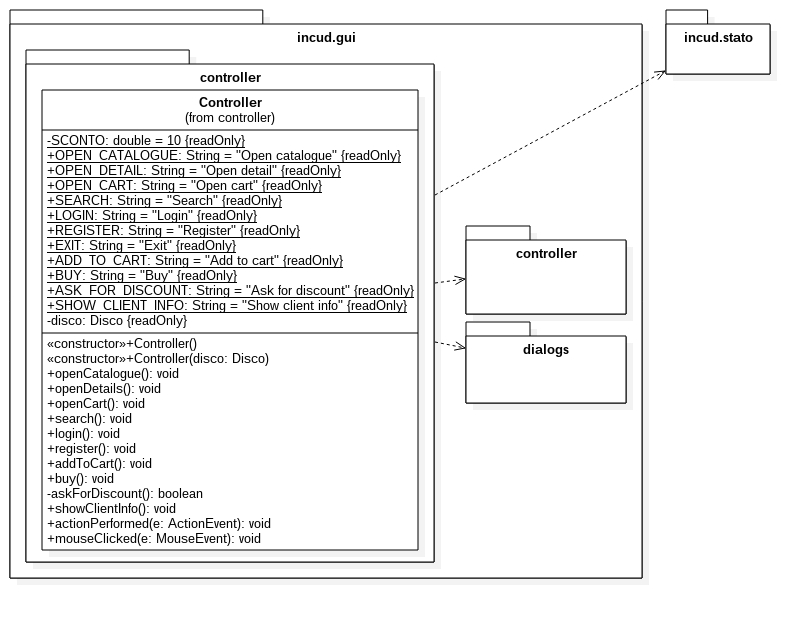 incud.gui
incud.stato
controller
Controller
(from controller)
-SCONTO: double = 10 {readOnly}
+OPEN_CATALOGUE: String = "Open catalogue" {readOnly}
+OPEN_DETAIL: String = "Open detail" {readOnly}
+OPEN_CART: String = "Open cart" {readOnly}
+SEARCH: String = "Search" {readOnly}
+LOGIN: String = "Login" {readOnly}
+REGISTER: String = "Register" {readOnly}
+EXIT: String = "Exit" {readOnly}
+ADD_TO_CART: String = "Add to cart" {readOnly}
+BUY: String = "Buy" {readOnly}
+ASK_FOR_DISCOUNT: String = "Ask for discount" {readOnly}
+SHOW_CLIENT_INFO: String = "Show client info" {readOnly}
-disco: Disco {readOnly}
«constructor»+Controller()
«constructor»+Controller(disco: Disco)
+openCatalogue(): void
+openDetails(): void
+openCart(): void
+search(): void
+login(): void
+register(): void
+addToCart(): void
+buy(): void
-askForDiscount(): boolean
+showClientInfo(): void
+actionPerformed(e: ActionEvent): void
+mouseClicked(e: MouseEvent): void
controller
dialogs